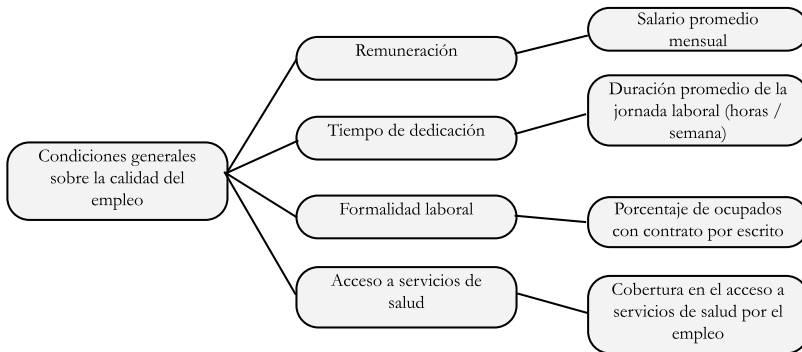 Condiciones generales
sobre la calidad del
empleo
Remuneración
Tiempo de dedicación
Formalidad laboral
Acceso a servicios de
salud
Salario promedio
mensual
Duración promedio de la
jornada laboral (horas /
semana)
Porcentaje de ocupados
con contrato por escrito
Cobertura en el acceso a
servicios de salud por el
empleo